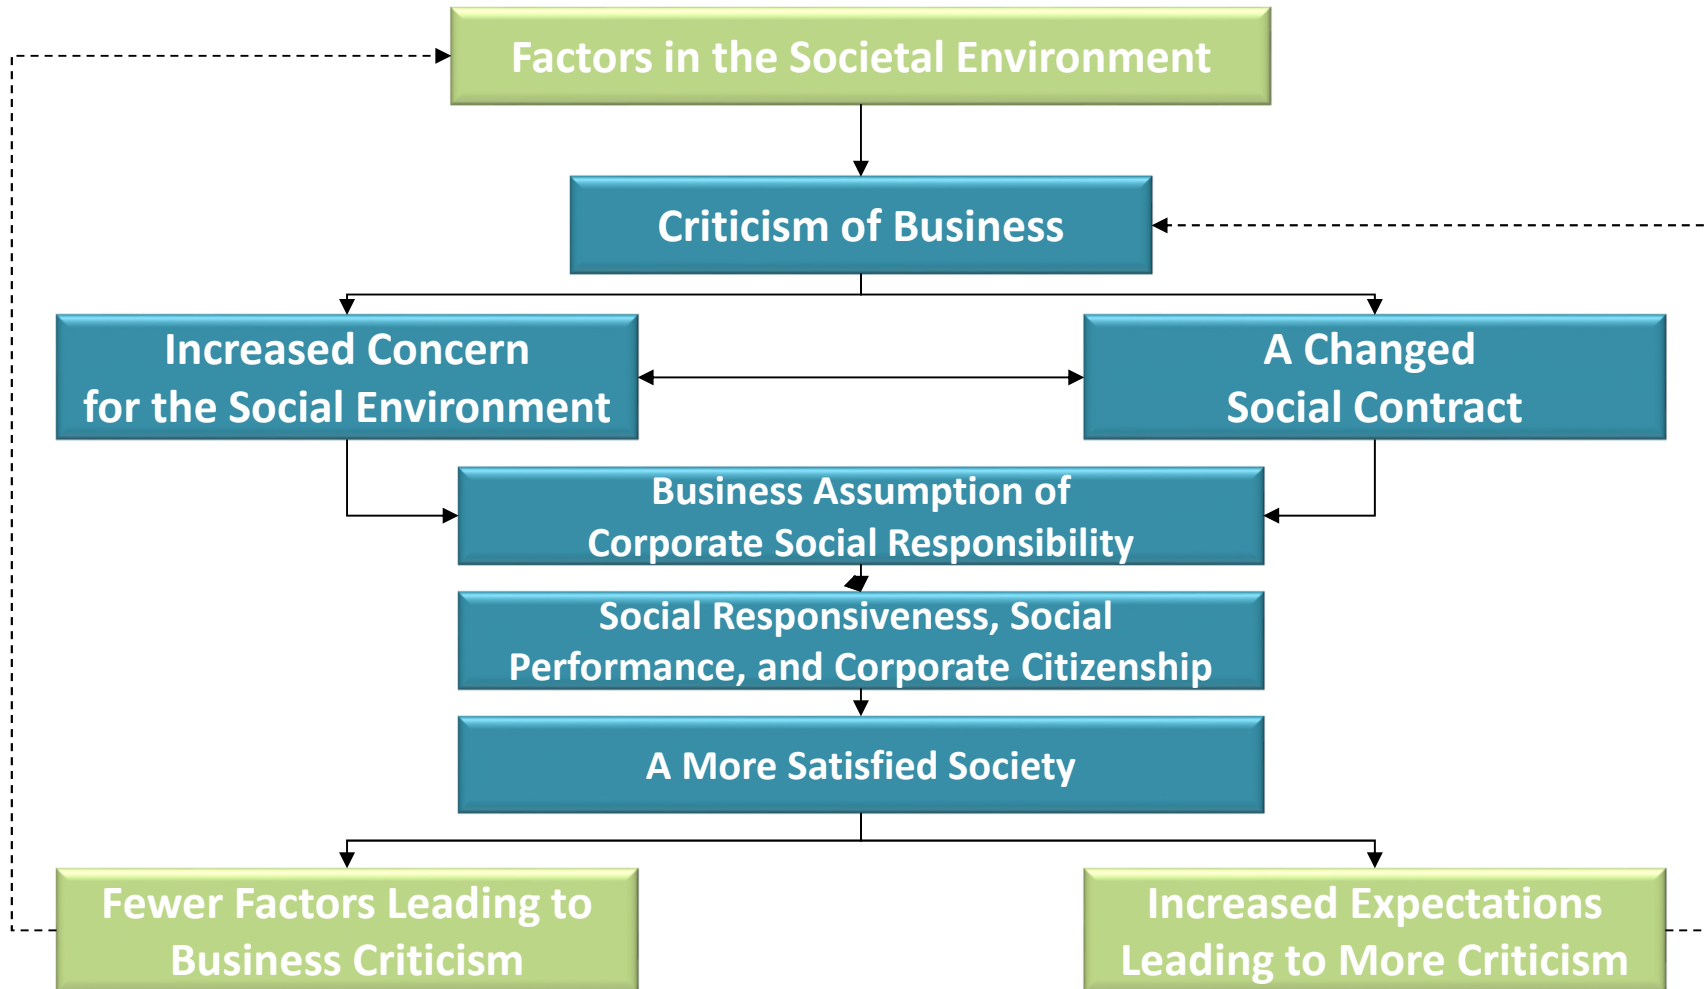 Factors in the Societal Environment
Criticism of Business
Increased Concern
for the Social Environment
A Changed
Social Contract
Business Assumption of
Corporate Social Responsibility
Social Responsiveness, Social
Performance, and Corporate Citizenship
A More Satisfied Society
Fewer Factors Leading to
Business Criticism
Increased Expectations
Leading to More Criticism